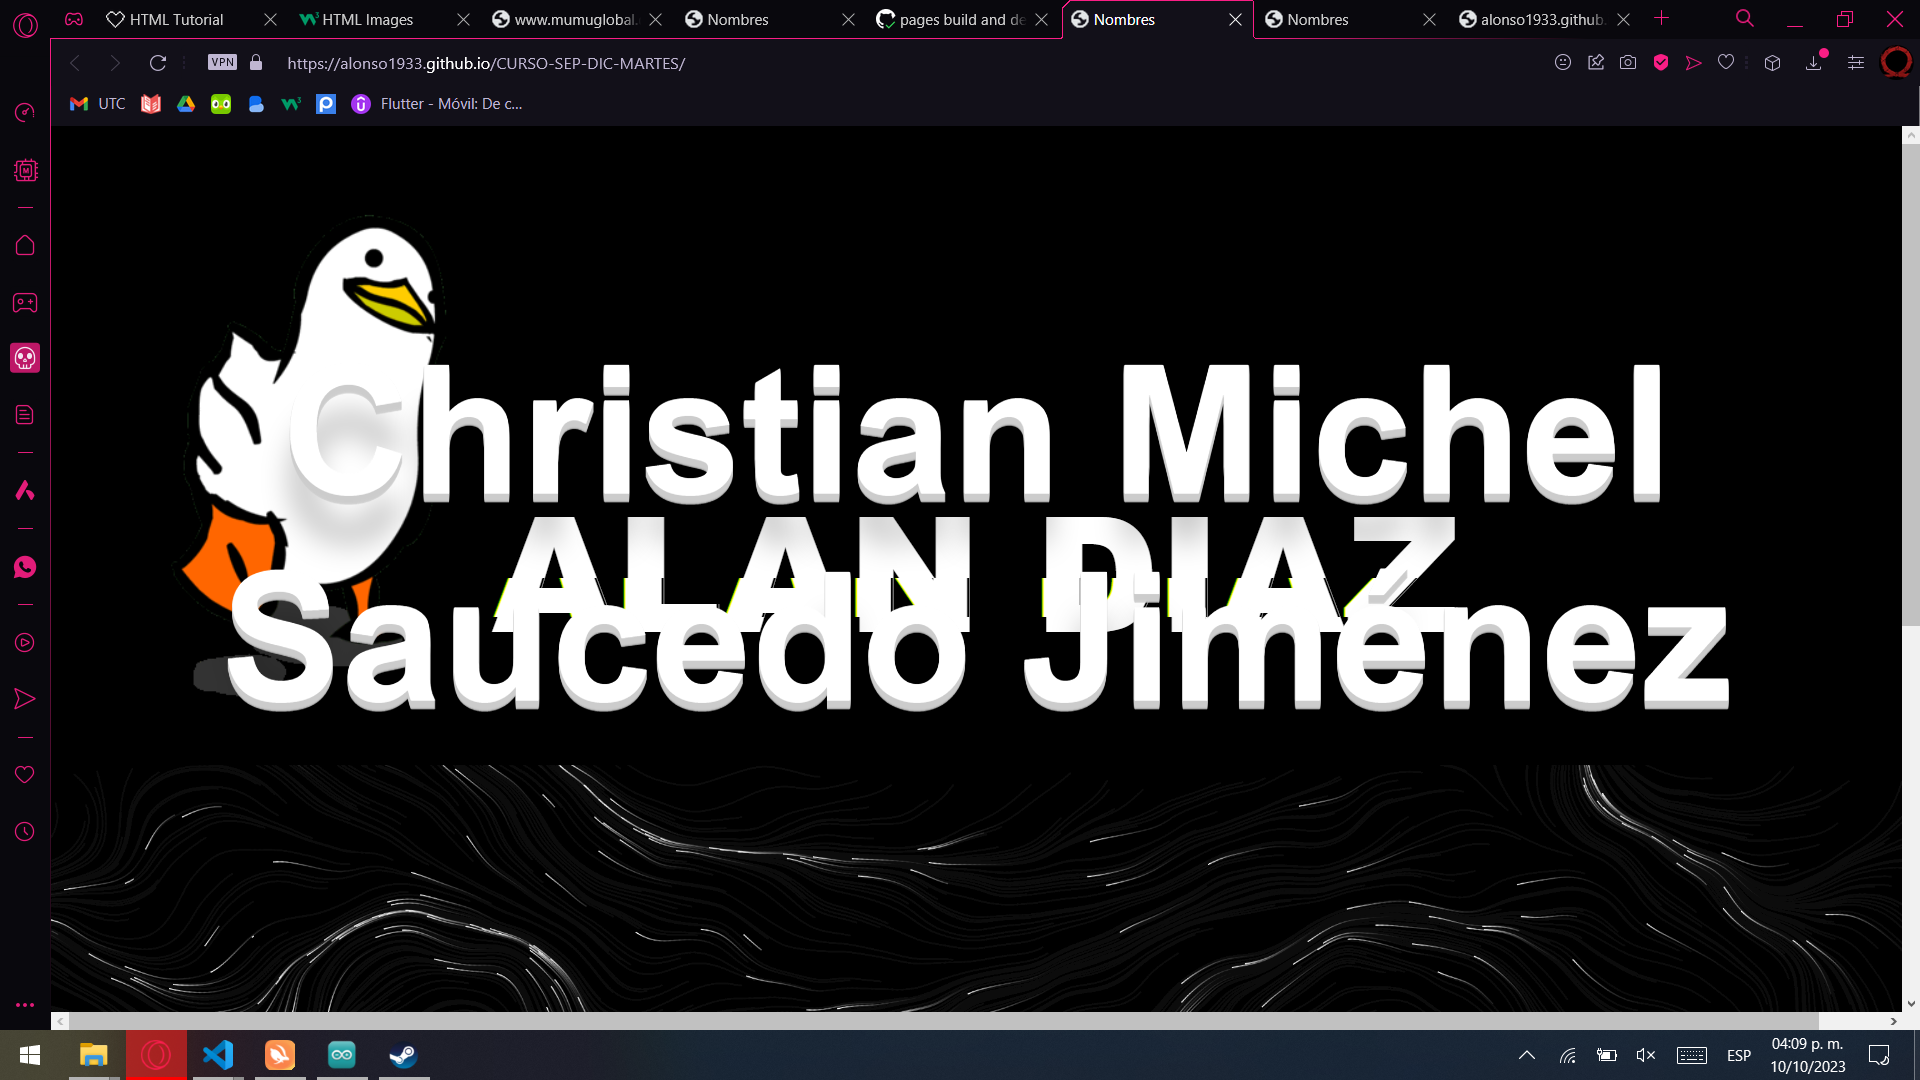 HTML Tutorial
HTML Images
www.mumuglobal.
Nombres
pages build and de
Nombres
Nombres
alonso1933.github.
VPN
https://alonso1933.github.io/CURSO-SEP-DIC-MARTES/
UTC
Flutter - Móvil: De c...
Christian Michel
ALAN DIAZ
Saucedo Jimenez
ESP
04:09 p. m.
10/10/2023